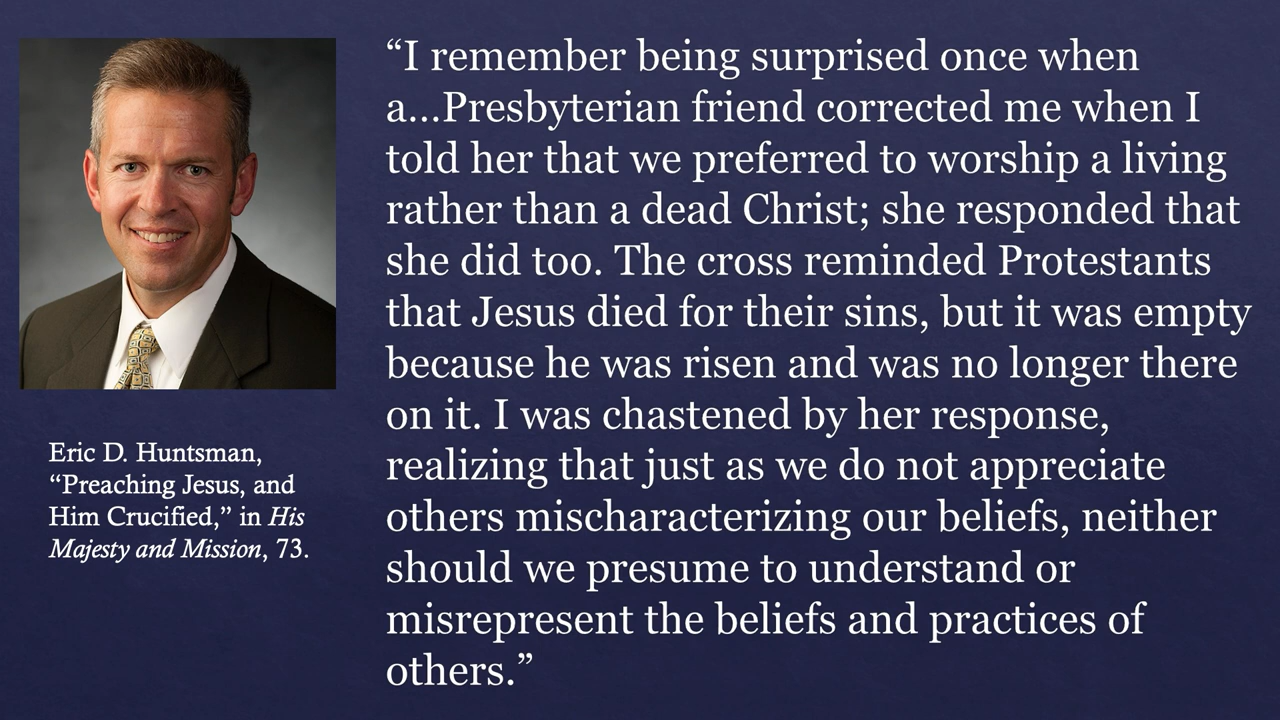 “I remember being surprised once when
a...Presbyterian friend corrected me when I
told her that we preferred to worship a living
rather than a dead Christ; she responded that
she did too. The cross reminded Protestants
that Jesus died for their sins, but it was empty
because he was risen and was no longer there
on it. I was chastened by her response,
realizing that just as we do not appreciate
others mischaracterizing our beliefs, neither
should we presume to understand or
misrepresent the beliefs and practices of
others.”
Eric D. Huntsman,
“Preaching Jesus, and
Him Crucified,” in His
Majesty and Mission, 73.